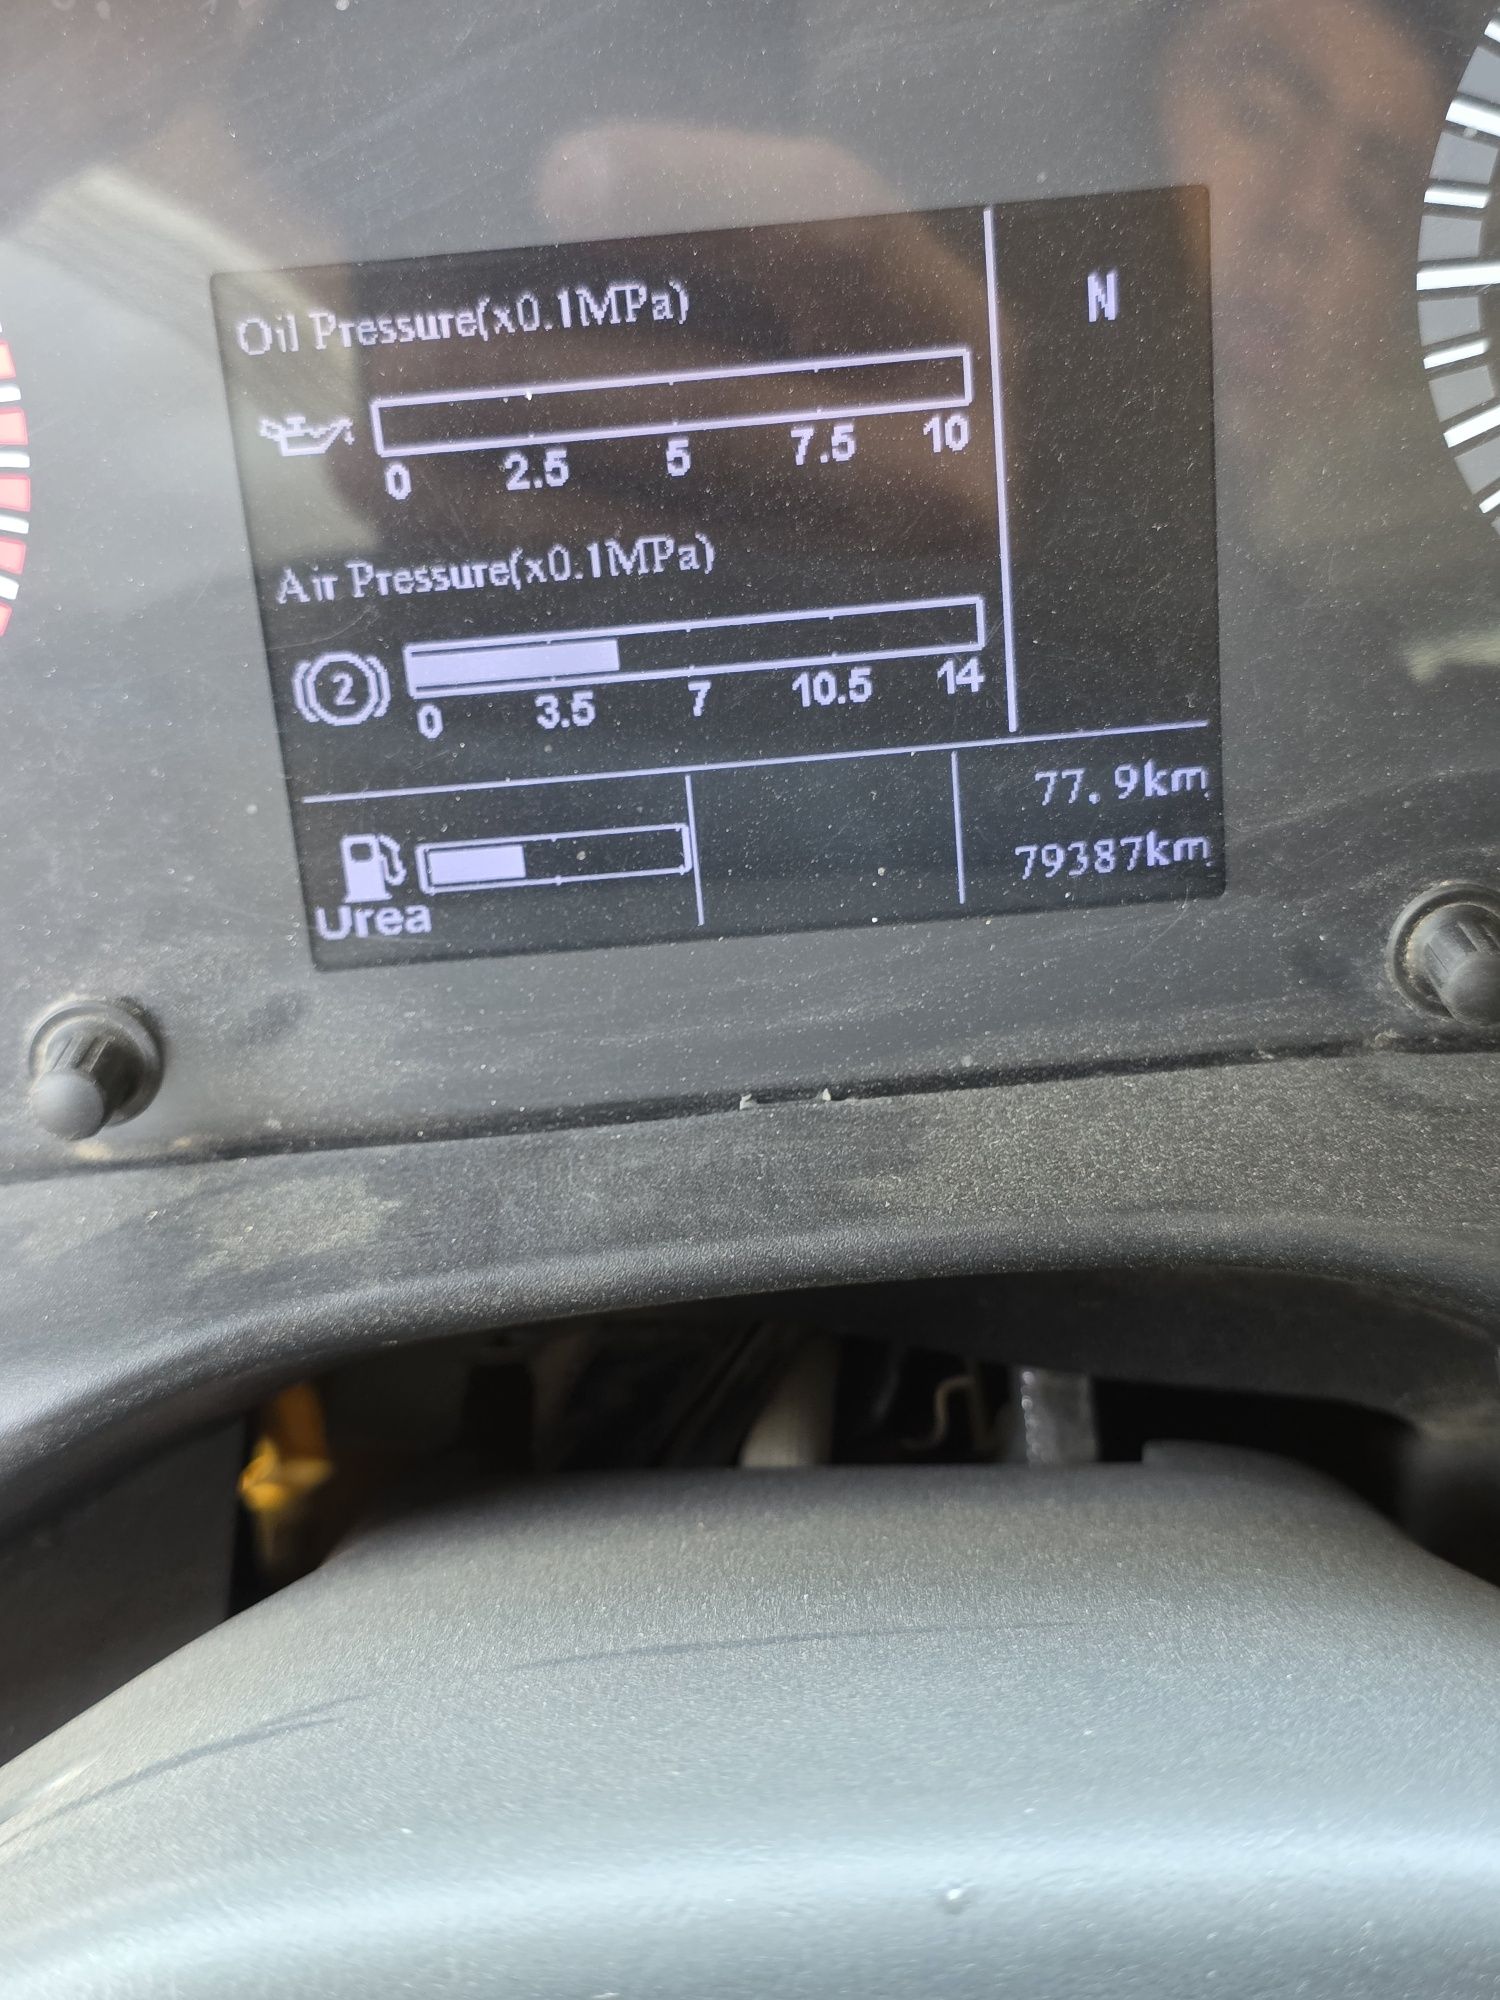 Oil Pressure(x0.1MPa)
N
0 2.5 5 7.5 10
Air Pressure(x0.1MPa)
2
0 3.5 7 10.5 14
77.9km
79387km
Urea